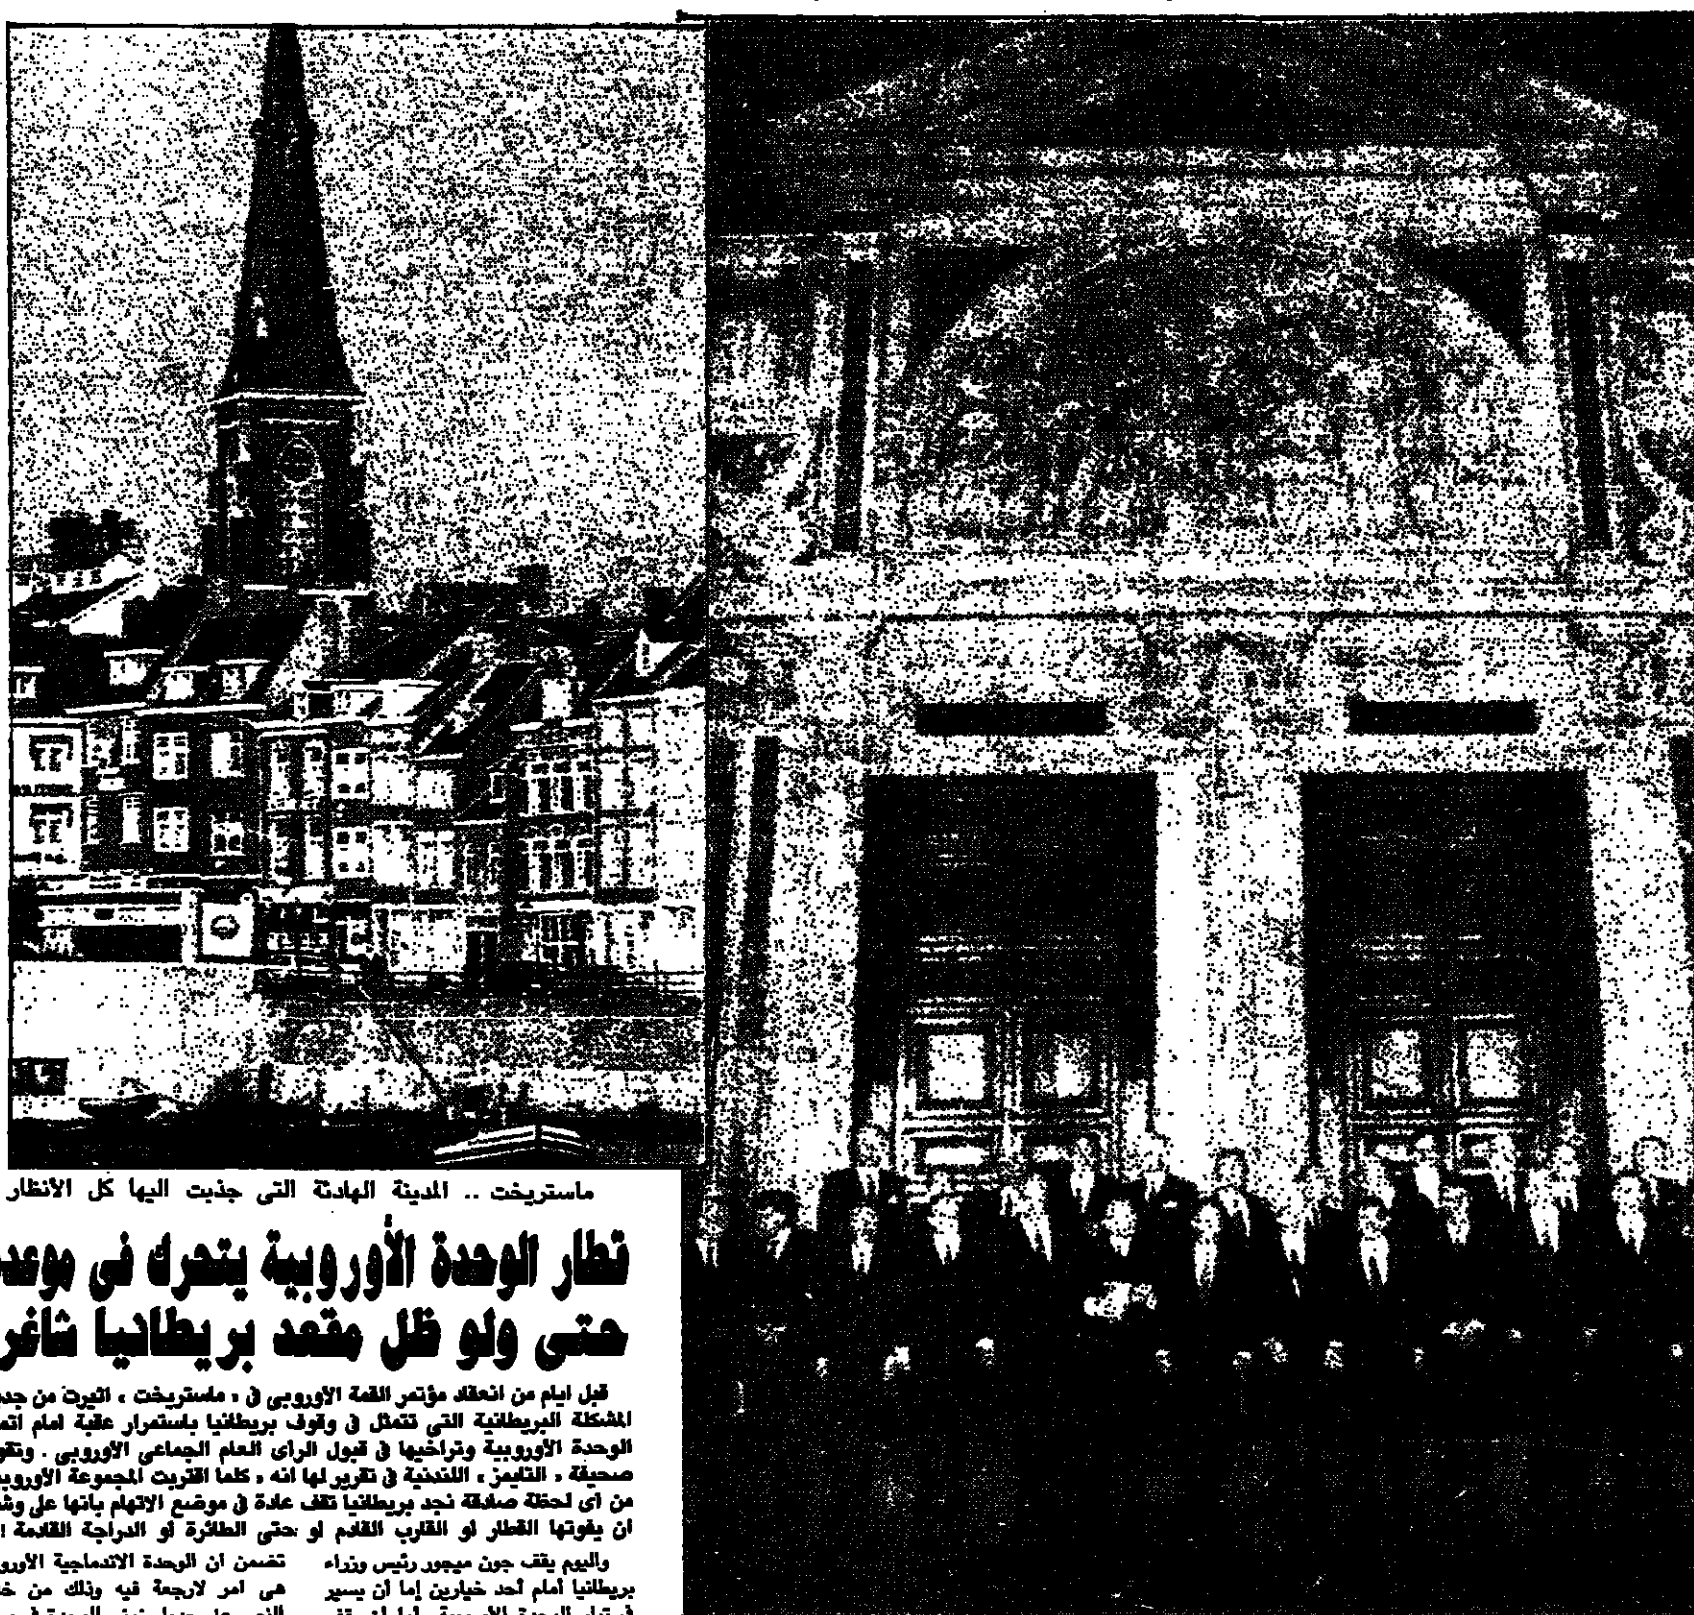 ماستريخت .. المدينة الهادئة التى جذبت اليها كل الأنظار
قطار الوحدة الأوروبية يتحرك فى موعده
حتى ولو ظل مقعد بريطانيا شاغر
قبل ايام من انعقاد مؤتمر القمة الأوروبى فى « ماستريخت » اثيرت من جد
المشكلة البريطانية التى تتمثل فى وقوف بريطانيا باستمرار عقبة امام اتم
الوحدة الأوروبية وتراخيها فى قبول الراى العام الجماعى الأوروبى . وتقو
صحيفة « التايمز » اللندنية فى تقرير لها انه « كلما اقتربت المجموعة الأوروبي
من اى لحظة صادقة نجد بريطانيا تقف عادة فى موضع الاتهام بانها على وش
ان يفوتها القطار او القارب القادم او حتى الطائرة او الدراجة القادمة !
واليوم يقف جون ميجور رئيس وزراء
بريطانيا أمام أحد خيارين إما أن يسير
تضمن ان الوحدة الاندماجية الأورو
هى امر لارجعة فيه وذلك من خ